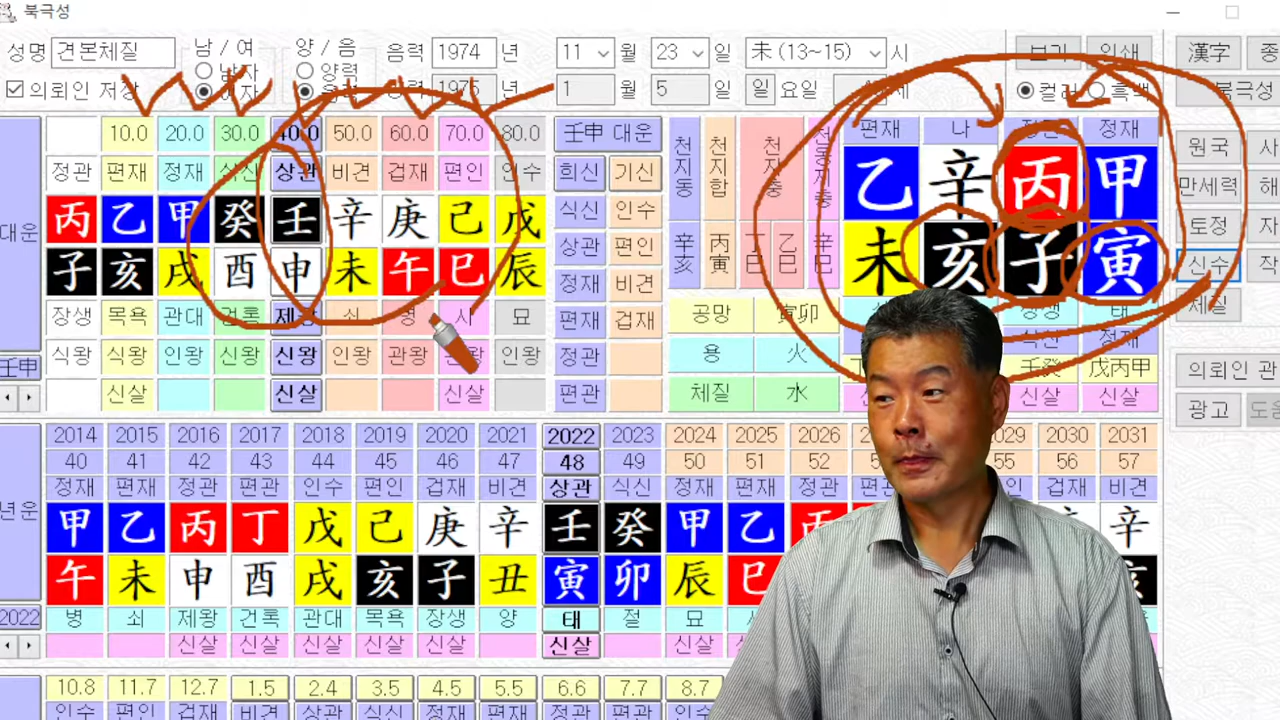 북극성
성명 견본체질 남 / 여 양 / 음 음력 1974 년 11 월 23 일 未 (13~15) 시 보기 인쇄 漢字 종
의뢰인 저장 남자 양력 1975 년 1 월 5 일 일 요일 컬러 흑백 북극성
10.0 20.0 30.0 40.0 50.0 60.0 70.0 80.0 壬申 대운
정관 편재 정재 식신 상관 비견 겁재 편인 인수 희신 기신
丙 乙 甲 癸 壬 辛 庚 己 戊 식신 인수
대운
상관 편인
子 亥 戌 酉 申 未 午 巳 辰 정재 비견
장생 목욕 관대 건록 제왕 쇠 병 사 묘 편재 겁재
壬申 식왕 식왕 인왕 신왕 신왕 인왕 관왕 인왕 정관
신살 신살 신살 편관
천지동 천지합 천지충
辛亥 丙寅 丁巳 乙巳 辛巳
공망 寅卯
용 火
체질 水
편재 나 정관 정재
乙 辛 丙 甲
未 亥 子 寅
장생 태
식신 정재
壬癸 戊丙甲
신살 신살
원국 사
만세력 해
토정 자
신수 작
체질
의뢰인 관
광고 도움
2014 2015 2016 2017 2018 2019 2020 2021 2022 2023 2024 2025 2026 2030 2031
40 41 42 43 44 45 46 47 48 49 50 51 52 55 56 57
정재 편재 정관 편관 인수 편인 겁재 비견 상관 식신 정재 편재 정관 겁재 비견
년운
甲 乙 丙 丁 戊 己 庚 辛 壬 癸 甲 乙 丙 辛
午 未 申 酉 戌 亥 子 丑 寅 卯 辰 巳 亥
2022 병 쇠 제왕 건록 관대 목욕 장생 양 태 절 묘
신살 신살 신살 신살 신살 신살
10.8 11.7 12.7 1.5 2.4 3.5 4.5 5.5 6.6 7.7 8.7
인수 편인 겁재 비견 상관 식신 정재 편재 정관 편관 인수